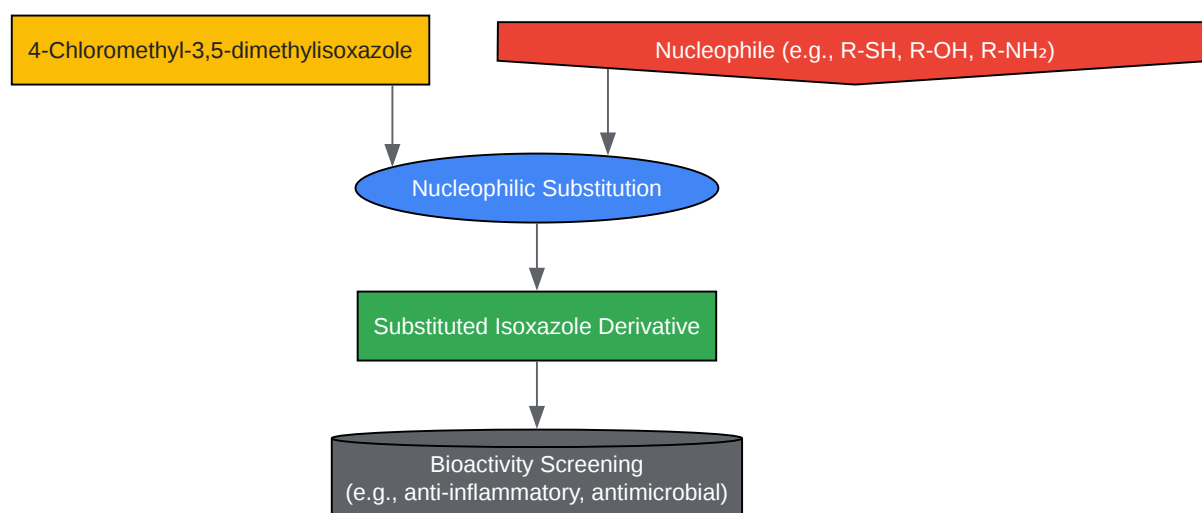 4-Chloromethyl-3,5-dimethylisoxazole
Nucleophile (e.g., R-SH, R-OH, R-NH₂)
Nucleophilic Substitution
Substituted Isoxazole Derivative
Bioactivity Screening
(e.g., anti-inflammatory, antimicrobial)